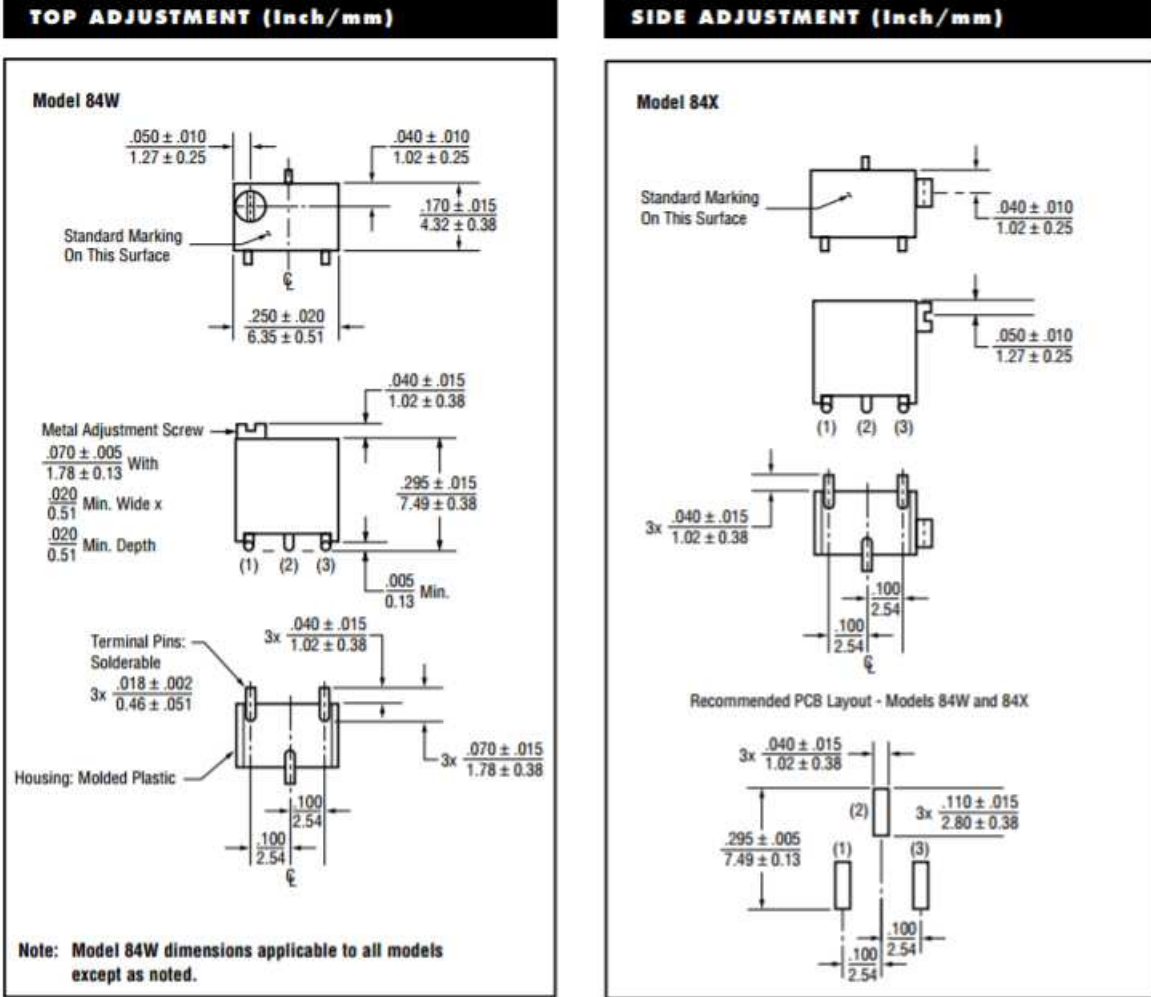 TOP ADJUSTMENT (Inch/mm)
Model 84W
.050 ± .010
1.27 ± 0.25
.040 ± .010
1.02 ± 0.25
.170 ± .015
4.32 ± 0.38
Standard Marking
On This Surface
℄
.250 ± .020
6.35 ± 0.51
.040 ± .015
1.02 ± 0.38
Metal Adjustment Screw
.070 ± .005
1.78 ± 0.13 With
.020
0.51 Min. Wide x
.020
0.51 Min. Depth
.295 ± .015
7.49 ± 0.38
(1) (2) (3)
.005
0.13 Min.
Terminal Pins:
Solderable
3x .018 ± .002
0.46 ± .051
3x .040 ± .015
1.02 ± 0.38
Housing: Molded Plastic
3x .070 ± .015
1.78 ± 0.38
.100
2.54
.100
2.54
℄
Note: Model 84W dimensions applicable to all models
except as noted.
SIDE ADJUSTMENT (Inch/mm)
Model 84X
Standard Marking
On This Surface
.040 ± .010
1.02 ± 0.25
.050 ± .010
1.27 ± 0.25
(1) (2) (3)
3x .040 ± .015
1.02 ± 0.38
.100
2.54
.100
2.54
℄
Recommended PCB Layout - Models 84W and 84X
3x .040 ± .015
1.02 ± 0.38
(2)
3x .110 ± .015
2.80 ± 0.38
.295 ± .005
7.49 ± 0.13
(1) (3)
.100
2.54
.100
2.54